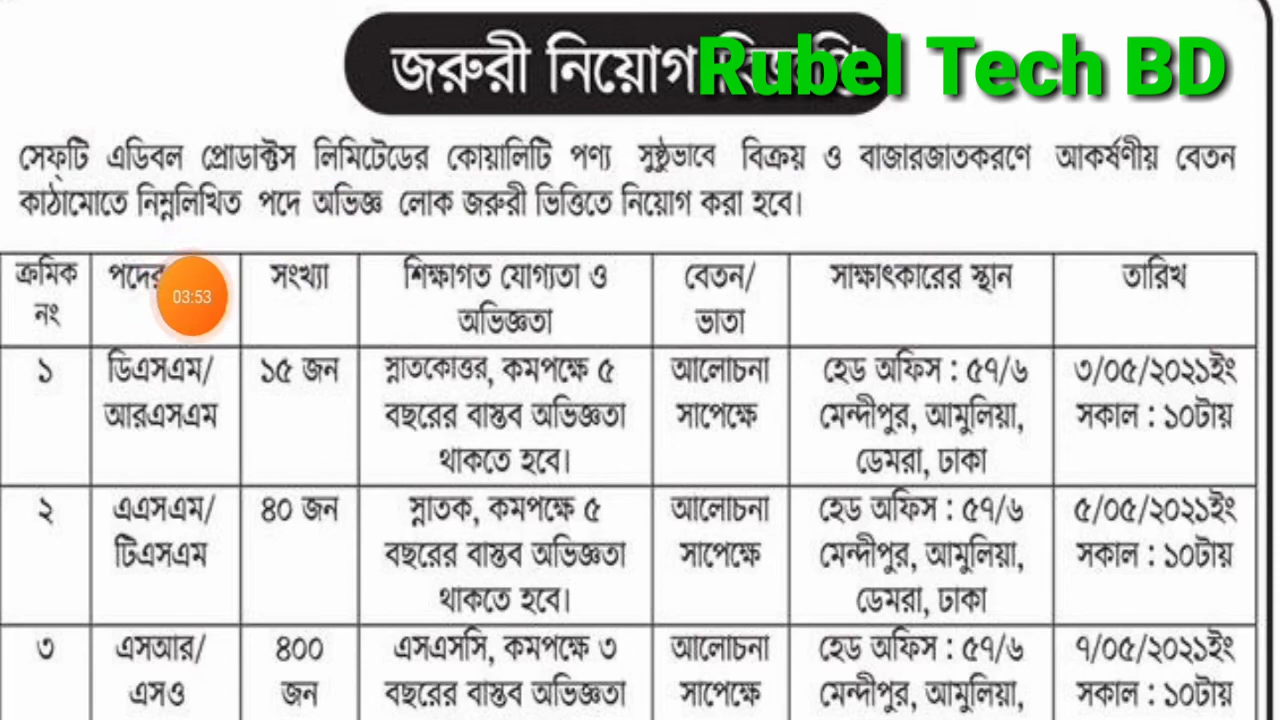 জরুরী নিয়োগ
Rubel Tech BD
সেফ্‌টি এডিবল প্রোডাক্টস লিমিটেডের কোয়ালিটি পণ্য সুষ্ঠুভাবে বিক্রয় ও বাজারজাতকরণে আকর্ষণীয় বেতন
কাঠামোতে নিম্নলিখিত পদে অভিজ্ঞ লোক জরুরী ভিত্তিতে নিয়োগ করা হবে।
ক্রমিক নং পদের সংখ্যা শিক্ষাগত যোগ্যতা ও অভিজ্ঞতা বেতন/ ভাতা সাক্ষাৎকারের স্থান তারিখ
03:53
১ ডিএসএম/ ১৫ জন স্নাতকোত্তর, কমপক্ষে ৫ আলোচনা হেড অফিস : ৫৭/৬ ৩/০৫/২০২১ইং
আরএসএম বছরের বাস্তব অভিজ্ঞতা সাপেক্ষে মেন্দীপুর, আমুলিয়া, সকাল : ১০টায়
থাকতে হবে। ডেমরা, ঢাকা
২ এএসএম/ ৪০ জন স্নাতক, কমপক্ষে ৫ আলোচনা হেড অফিস : ৫৭/৬ ৫/০৫/২০২১ইং
টিএসএম বছরের বাস্তব অভিজ্ঞতা সাপেক্ষে মেন্দীপুর, আমুলিয়া, সকাল : ১০টায়
থাকতে হবে। ডেমরা, ঢাকা
৩ এসআর/ ৪০০ এসএসসি, কমপক্ষে ৩ আলোচনা হেড অফিস : ৫৭/৬ ৭/০৫/২০২১ইং
এসও জন বছরের বাস্তব অভিজ্ঞতা সাপেক্ষে মেন্দীপুর, আমুলিয়া, সকাল : ১০টায়